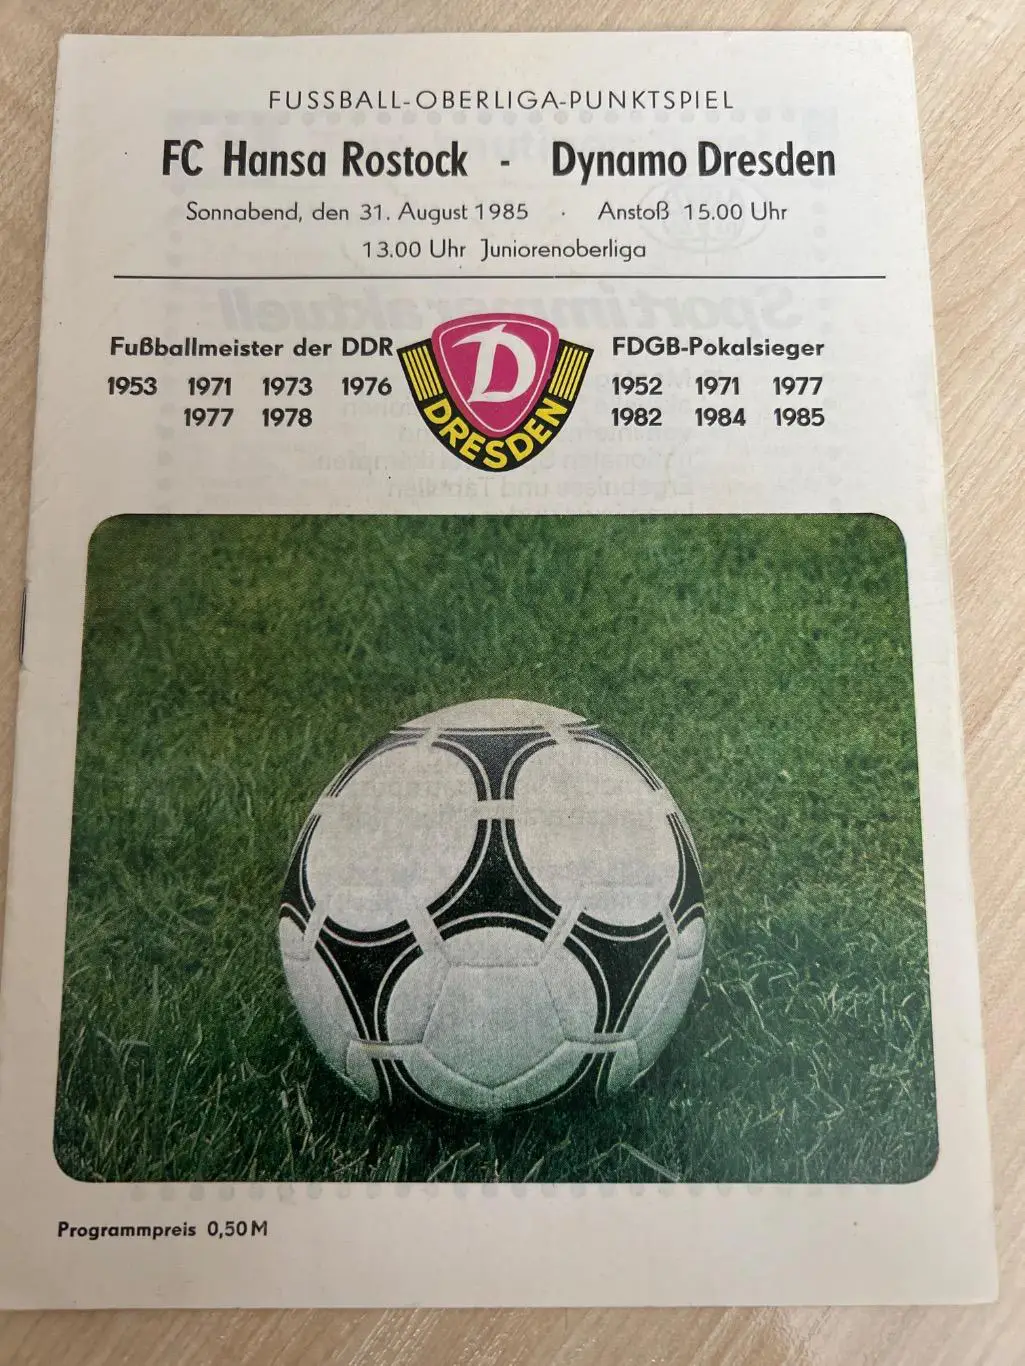 FUSSBALL-OBERLIGA-PUNKTSPIEL
FC Hansa Rostock - Dynamo Dresden
Sonnabend, den 31. August 1985 · Anstoß 15.00 Uhr
13.00 Uhr Juniorenoberliga
Fußballmeister der DDR
1953 1971 1973 1976
1977 1978
D
DRESDEN
FDGB-Pokalsieger
1952 1971 1977
1982 1984 1985
Programmpreis 0,50 M